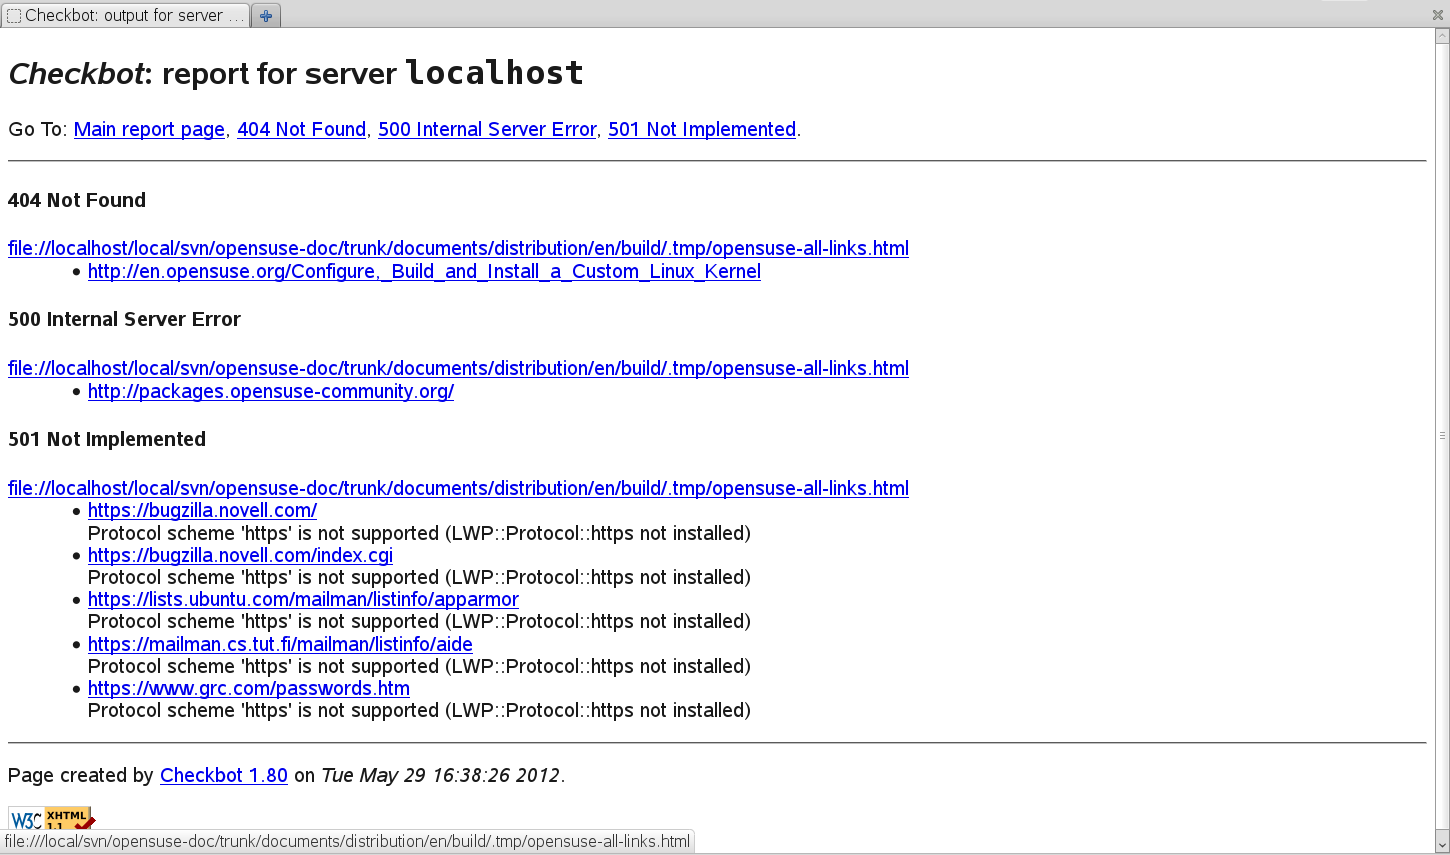 Checkbot: output for server ...
Checkbot: report for server localhost
Go To: Main report page, 404 Not Found, 500 Internal Server Error, 501 Not Implemented.
404 Not Found
file://localhost/local/svn/opensuse-doc/trunk/documents/distribution/en/build/.tmp/opensuse-all-links.html
• http://en.opensuse.org/Configure,_Build_and_Install_a_Custom_Linux_Kernel
500 Internal Server Error
file://localhost/local/svn/opensuse-doc/trunk/documents/distribution/en/build/.tmp/opensuse-all-links.html
• http://packages.opensuse-community.org/
501 Not Implemented
file://localhost/local/svn/opensuse-doc/trunk/documents/distribution/en/build/.tmp/opensuse-all-links.html
• https://bugzilla.novell.com/
Protocol scheme 'https' is not supported (LWP::Protocol::https not installed)
• https://bugzilla.novell.com/index.cgi
Protocol scheme 'https' is not supported (LWP::Protocol::https not installed)
• https://lists.ubuntu.com/mailman/listinfo/apparmor
Protocol scheme 'https' is not supported (LWP::Protocol::https not installed)
• https://mailman.cs.tut.fi/mailman/listinfo/aide
Protocol scheme 'https' is not supported (LWP::Protocol::https not installed)
• https://www.grc.com/passwords.htm
Protocol scheme 'https' is not supported (LWP::Protocol::https not installed)
Page created by Checkbot 1.80 on Tue May 29 16:38:26 2012.
W3C XHTML 1.1
file:///local/svn/opensuse-doc/trunk/documents/distribution/en/build/.tmp/opensuse-all-links.html